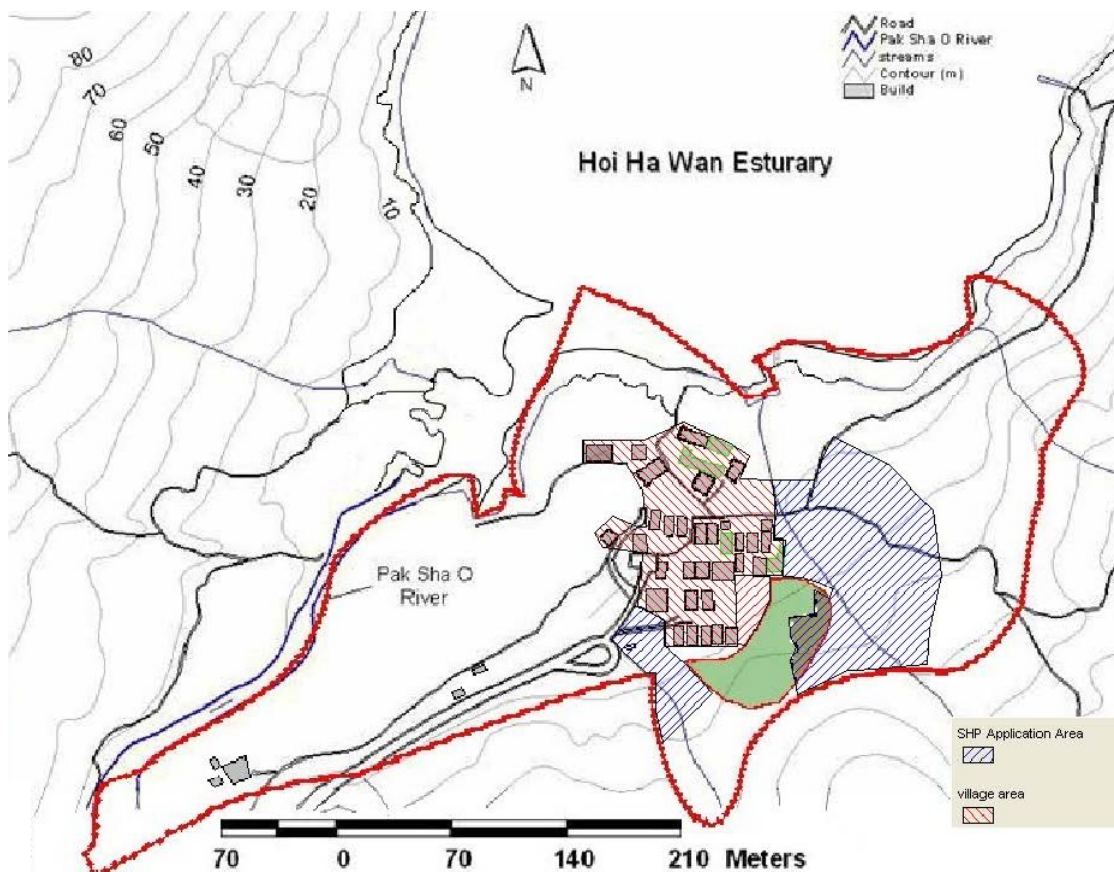 Road
Pak Sha O River
streams
Contour (m)
Build
N
80
70
60
50
40
30
20
10
Hoi Ha Wan Esturary
Pak Sha O
River
SHP Application Area
village area
70 0 70 140 210 Meters